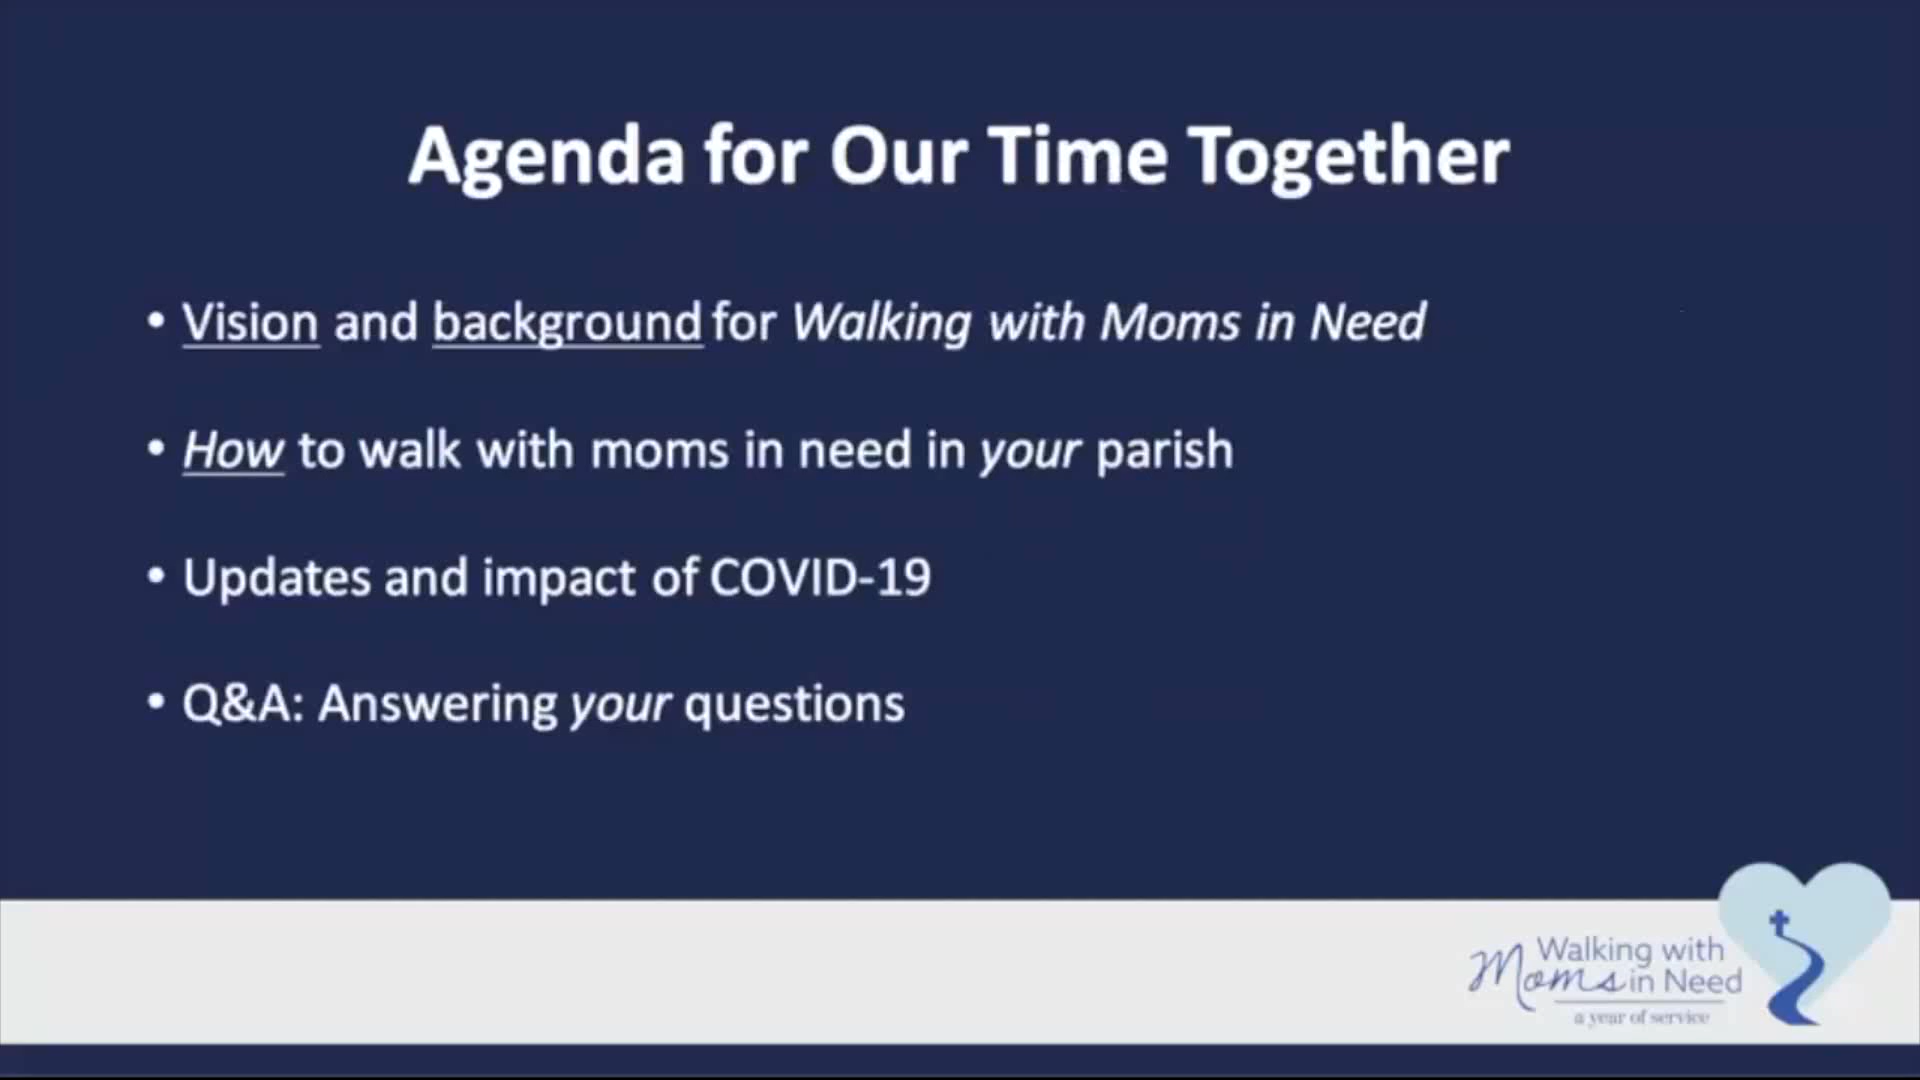 Agenda for Our Time Together
• Vision and background for Walking with Moms in Need
• How to walk with moms in need in your parish
• Updates and impact of COVID-19
• Q&A: Answering your questions
Walking with
Moms in Need
a year of service